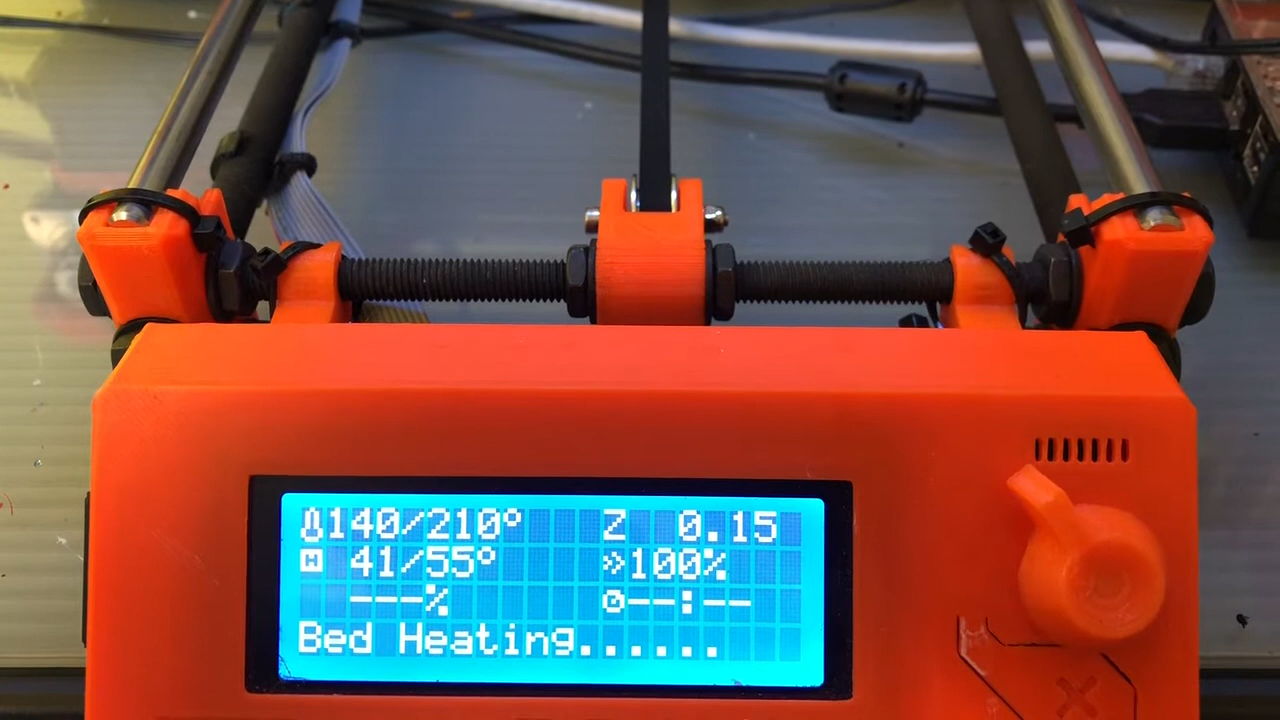 140/210° Z 0.15
41/55° »100%
---% --:--
Bed Heating......